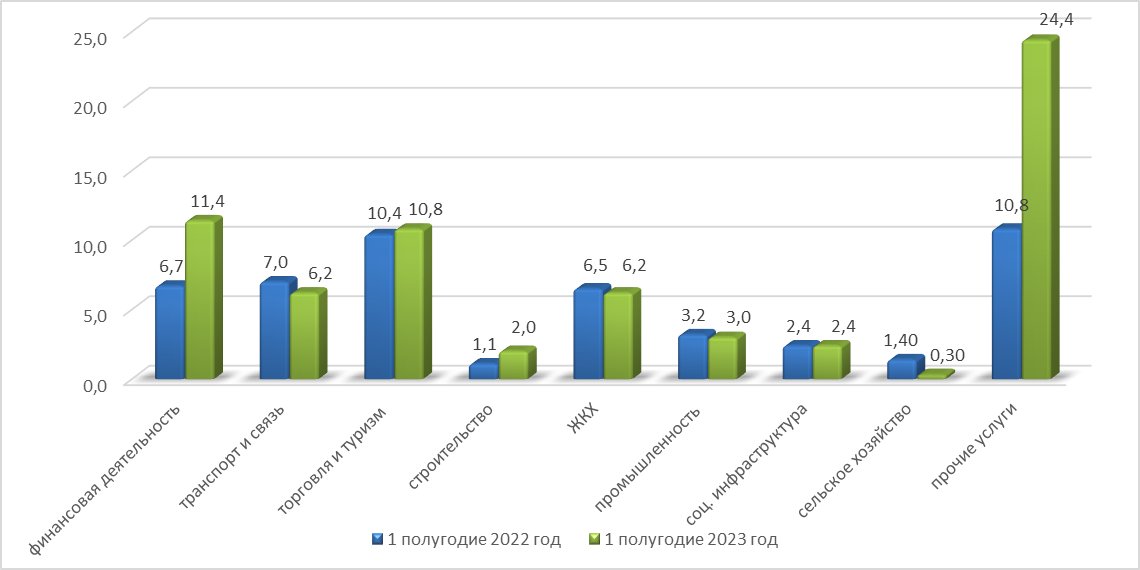 25,0
20,0
15,0
10,0
5,0
0,0
6,7
11,4
7,0
6,2
10,4
10,8
1,1
2,0
6,5
6,2
3,2
3,0
2,4
2,4
1,40
0,30
10,8
24,4
финансовая деятельность
транспорт и связь
торговля и туризм
строительство
ЖКХ
промышленность
соц. инфраструктура
сельское хозяйство
прочие услуги
1 полугодие 2022 год
1 полугодие 2023 год